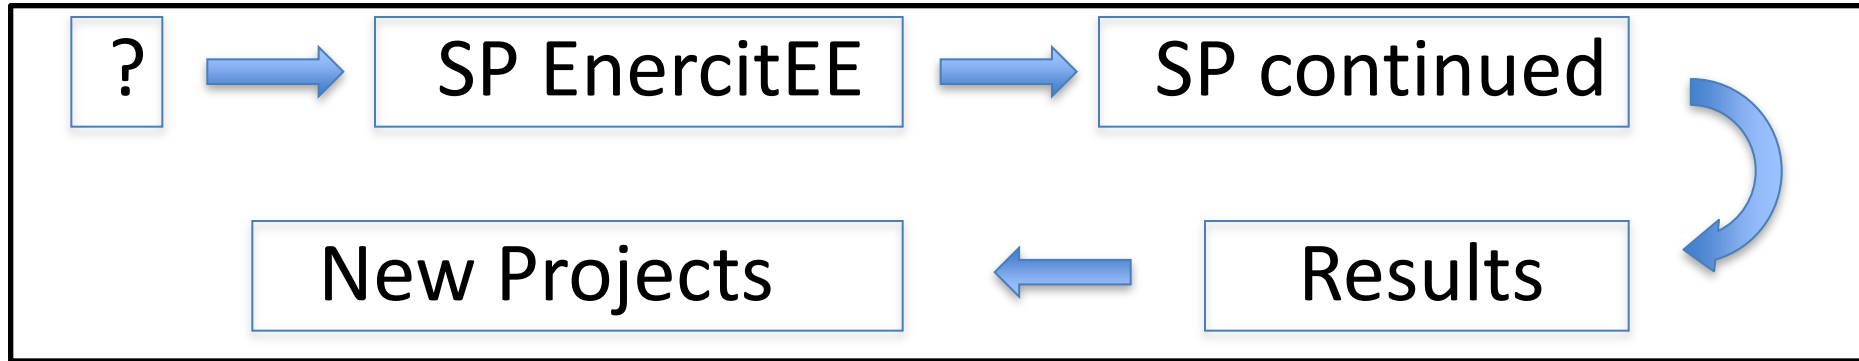 ? SP EnercitEE SP continued
New Projects Results